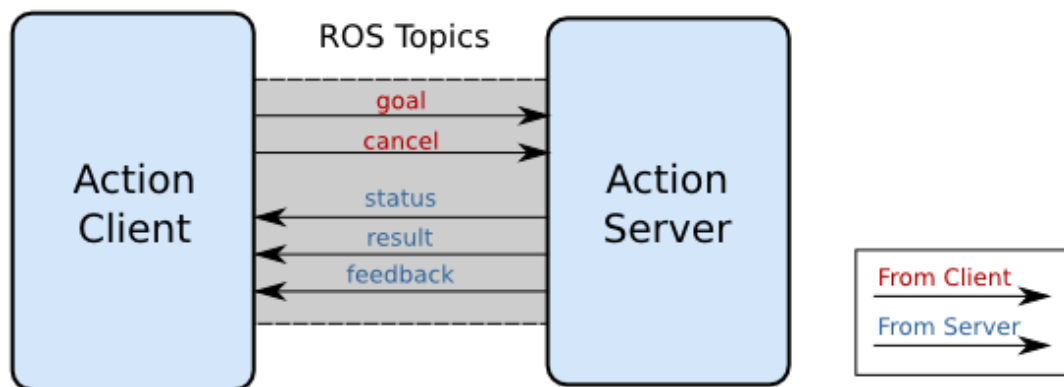 ROS Topics
Action
Client
goal
cancel
status
result
feedback
Action
Server
From Client
From Server